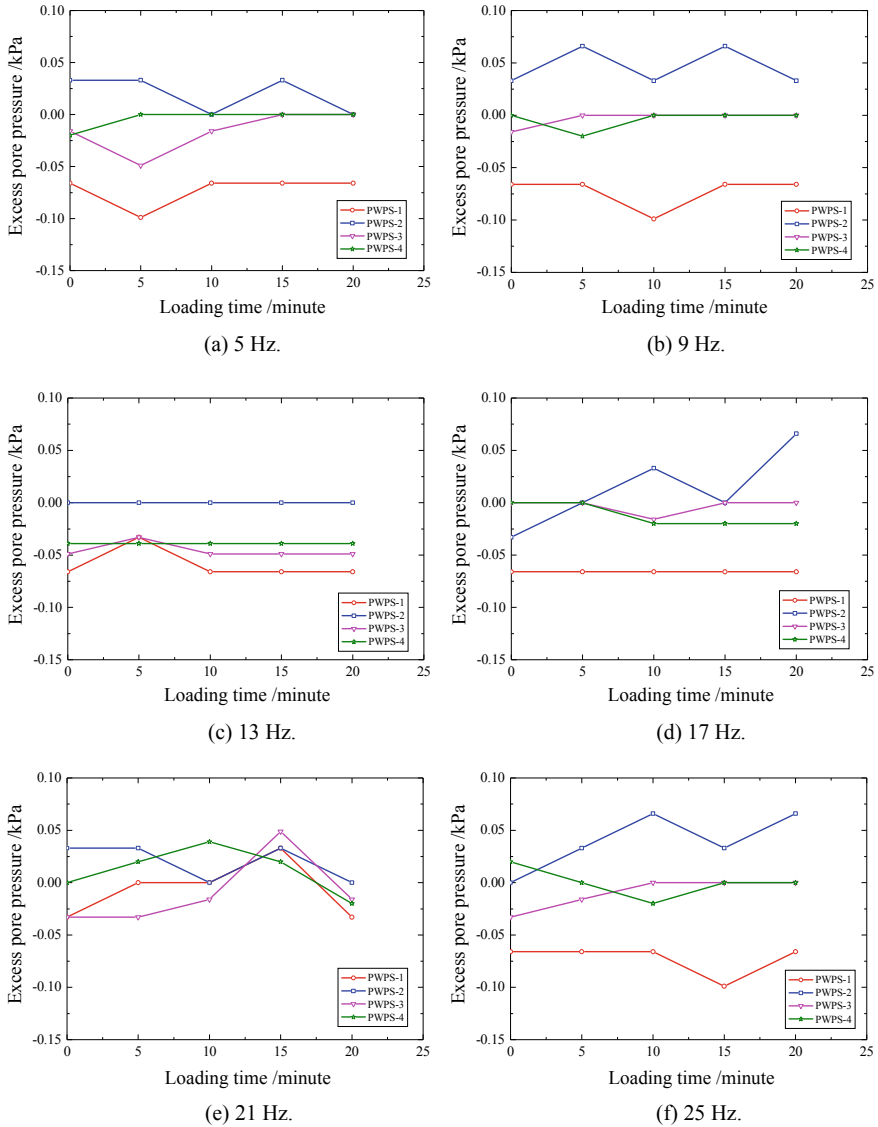 0.10
0.05
0.00
-0.05
-0.10
-0.15
Excess pore pressure /kPa
PWPS-1
PWPS-2
PWPS-3
PWPS-4
0 5 10 15 20 25
Loading time /minute
(a) 5 Hz.
0.10
0.05
0.00
-0.05
-0.10
-0.15
Excess pore pressure /kPa
PWPS-1
PWPS-2
PWPS-3
PWPS-4
0 5 10 15 20 25
Loading time /minute
(b) 9 Hz.
0.10
0.05
0.00
-0.05
-0.10
-0.15
Excess pore pressure /kPa
PWPS-1
PWPS-2
PWPS-3
PWPS-4
0 5 10 15 20 25
Loading time /minute
(c) 13 Hz.
0.10
0.05
0.00
-0.05
-0.10
-0.15
Excess pore pressure /kPa
PWPS-1
PWPS-2
PWPS-3
PWPS-4
0 5 10 15 20 25
Loading time /minute
(d) 17 Hz.
0.10
0.05
0.00
-0.05
-0.10
-0.15
Excess pore pressure /kPa
PWPS-1
PWPS-2
PWPS-3
PWPS-4
0 5 10 15 20 25
Loading time /minute
(e) 21 Hz.
0.10
0.05
0.00
-0.05
-0.10
-0.15
Excess pore pressure /kPa
PWPS-1
PWPS-2
PWPS-3
PWPS-4
0 5 10 15 20 25
Loading time /minute
(f) 25 Hz.